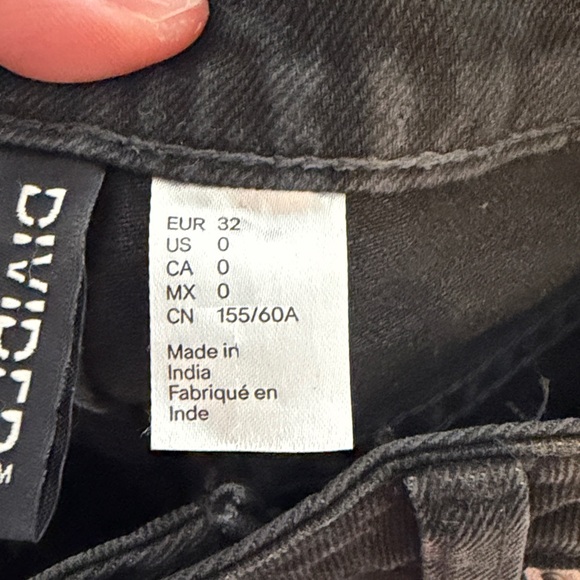 DIVIDED
EUR 32
US 0
CA 0
MX 0
CN 155/60A
Made in
India
Fabriqué en
Inde